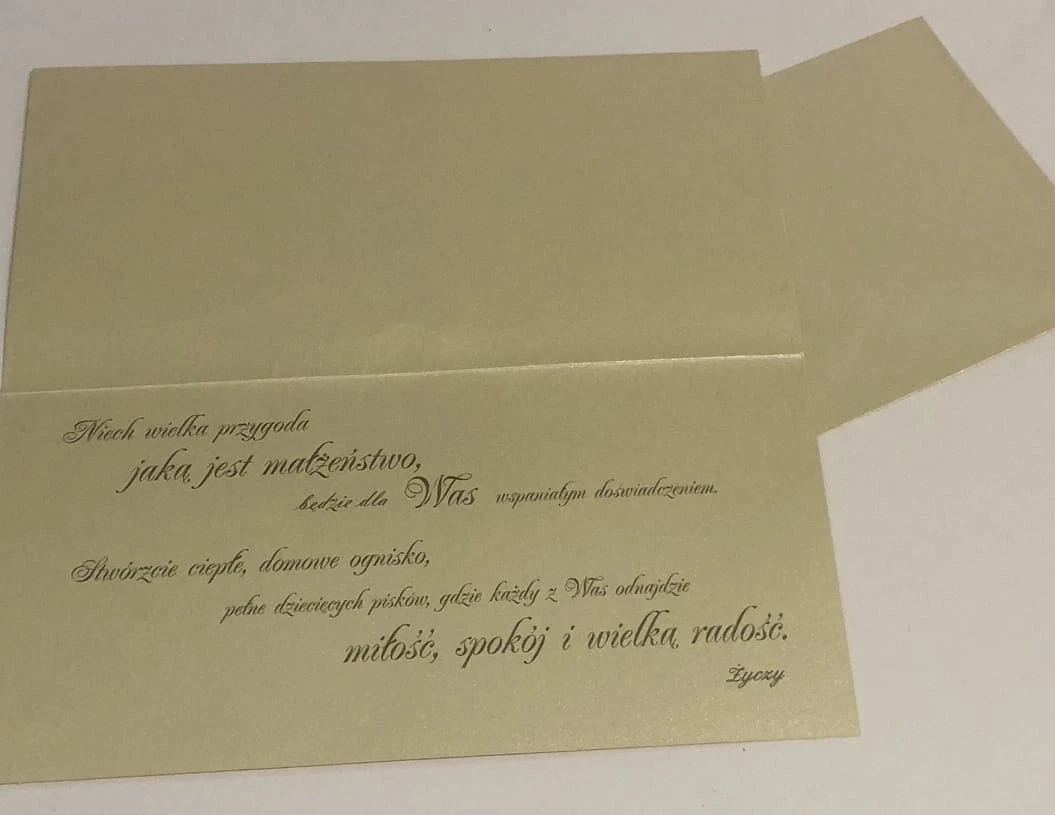 Niech wielka przygoda
jaką jest małżeństwo,
będzie dla Was wspaniałym doświadczeniem.
Stwórzcie ciepłe, domowe ognisko,
pełne dziecięcych pisków, gdzie każdy z Was odnajdzie
miłość, spokój i wielką radość.
Życzy